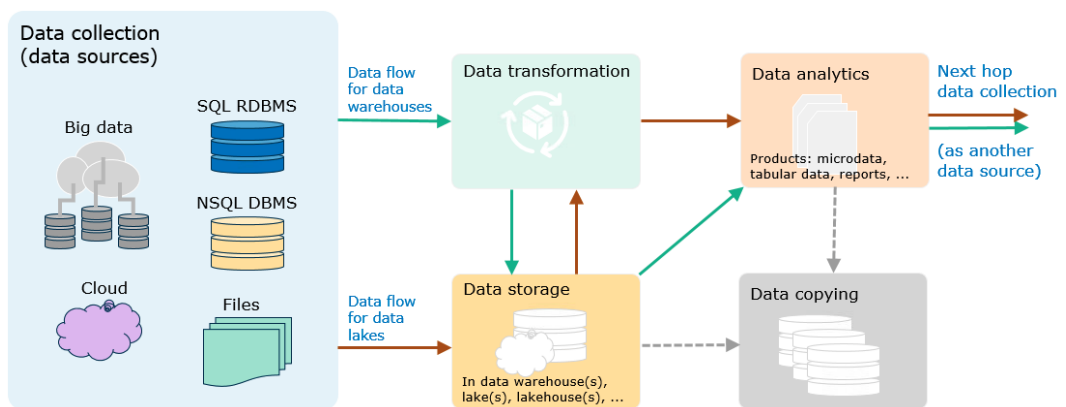 Data collection
(data sources)
Big data
SQL RDBMS
NSQL DBMS
Cloud
Files
Data flow
for data
warehouses
Data flow
for data
lakes
Data transformation
Data storage
In data warehouse(s),
lake(s), lakehouse(s), ...
Data analytics
Products: microdata,
tabular data, reports, ...
Data copying
Next hop
data collection
(as another
data source)